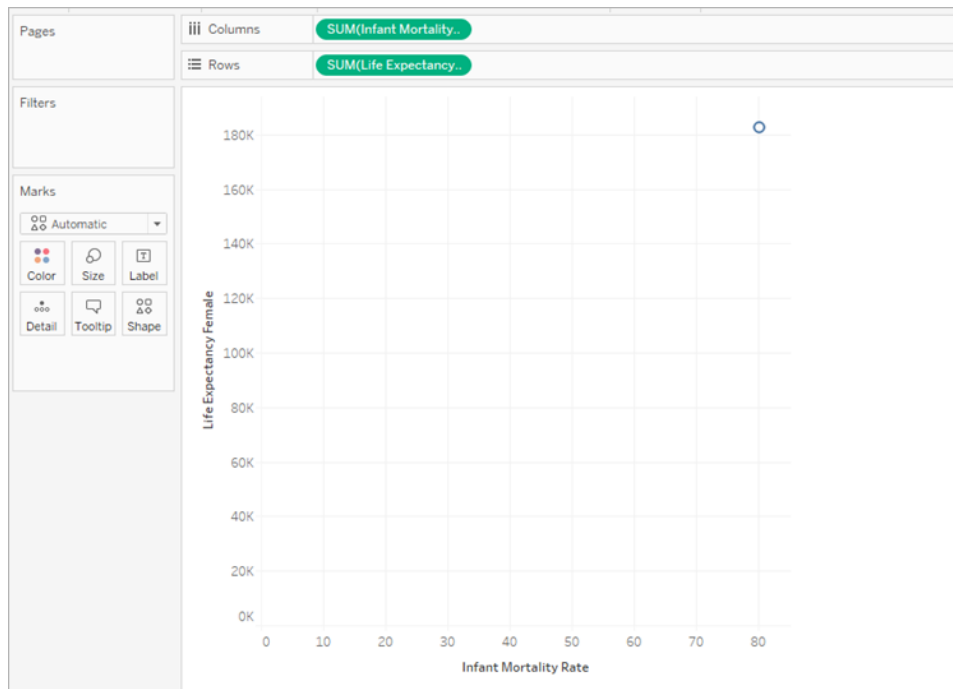 Pages
Columns
SUM(Infant Mortality..
Rows
SUM(Life Expectancy..
Filters
Marks
Automatic
Color
Size
Label
Detail
Tooltip
Shape
Life Expectancy Female
180K
160K
140K
120K
100K
80K
60K
40K
20K
0K
0 10 20 30 40 50 60 70 80
Infant Mortality Rate